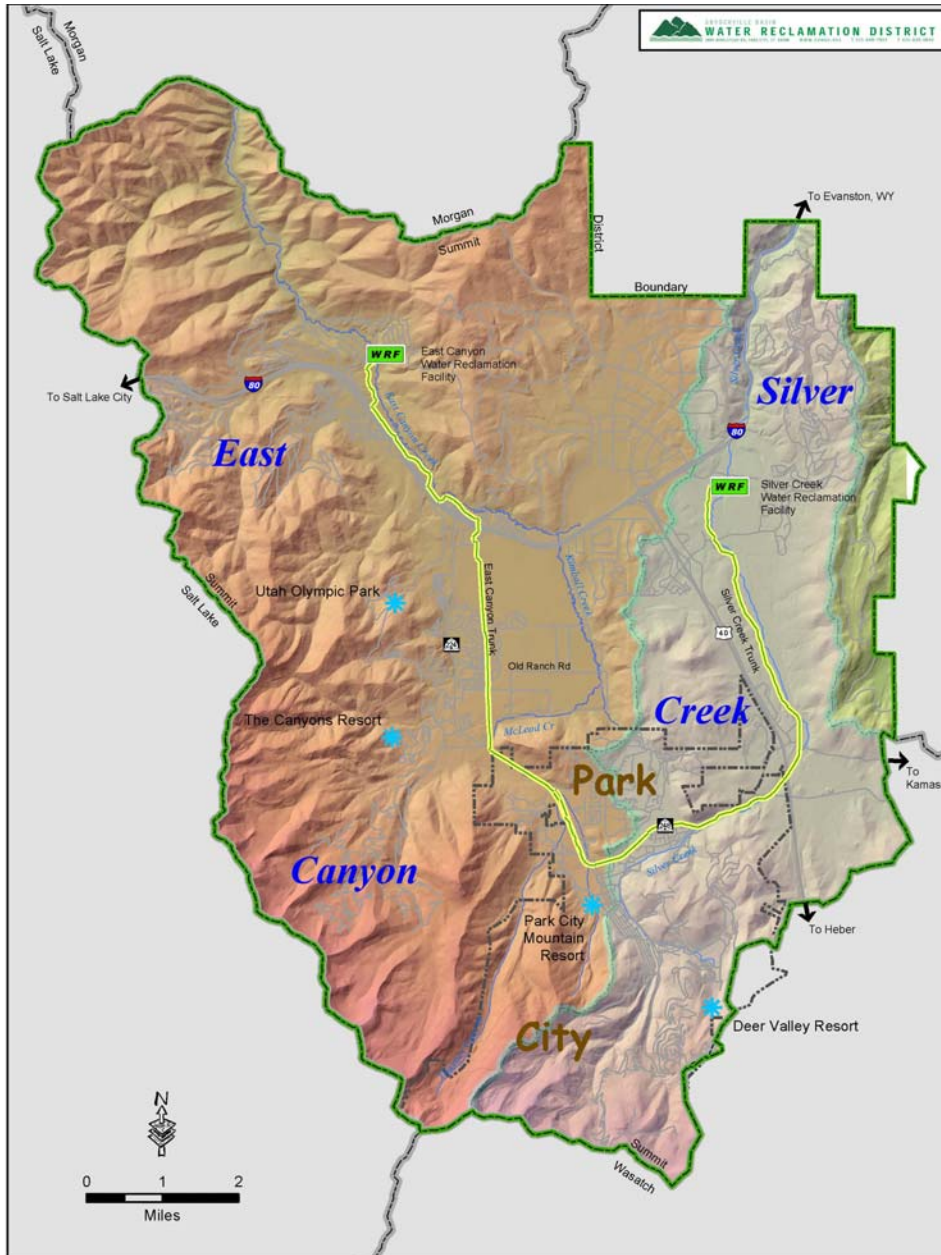 Morgan
Salt Lake
SNYDERVILLE BASIN
WATER RECLAMATION DISTRICT
To Evanston, WY
Morgan
Summit
District
Boundary
WRF
East Canyon
Water Reclamation
Facility
80
To Salt Lake City
East Canyon Creek
Silver
80
East
WRF
Silver Creek
Water Reclamation
Facility
Summit
Salt Lake
Utah Olympic Park
East Canyon Trunk
Kimball Creek
Silver Creek Trunk
40
Old Ranch Rd
The Canyons Resort
McLeod Cr
Creek
To
Kamas
Park
Canyon
Silver Creek
Park City
Mountain
Resort
To Heber
Deer Valley Resort
City
N
Summit
Wasatch
0 1 2
Miles